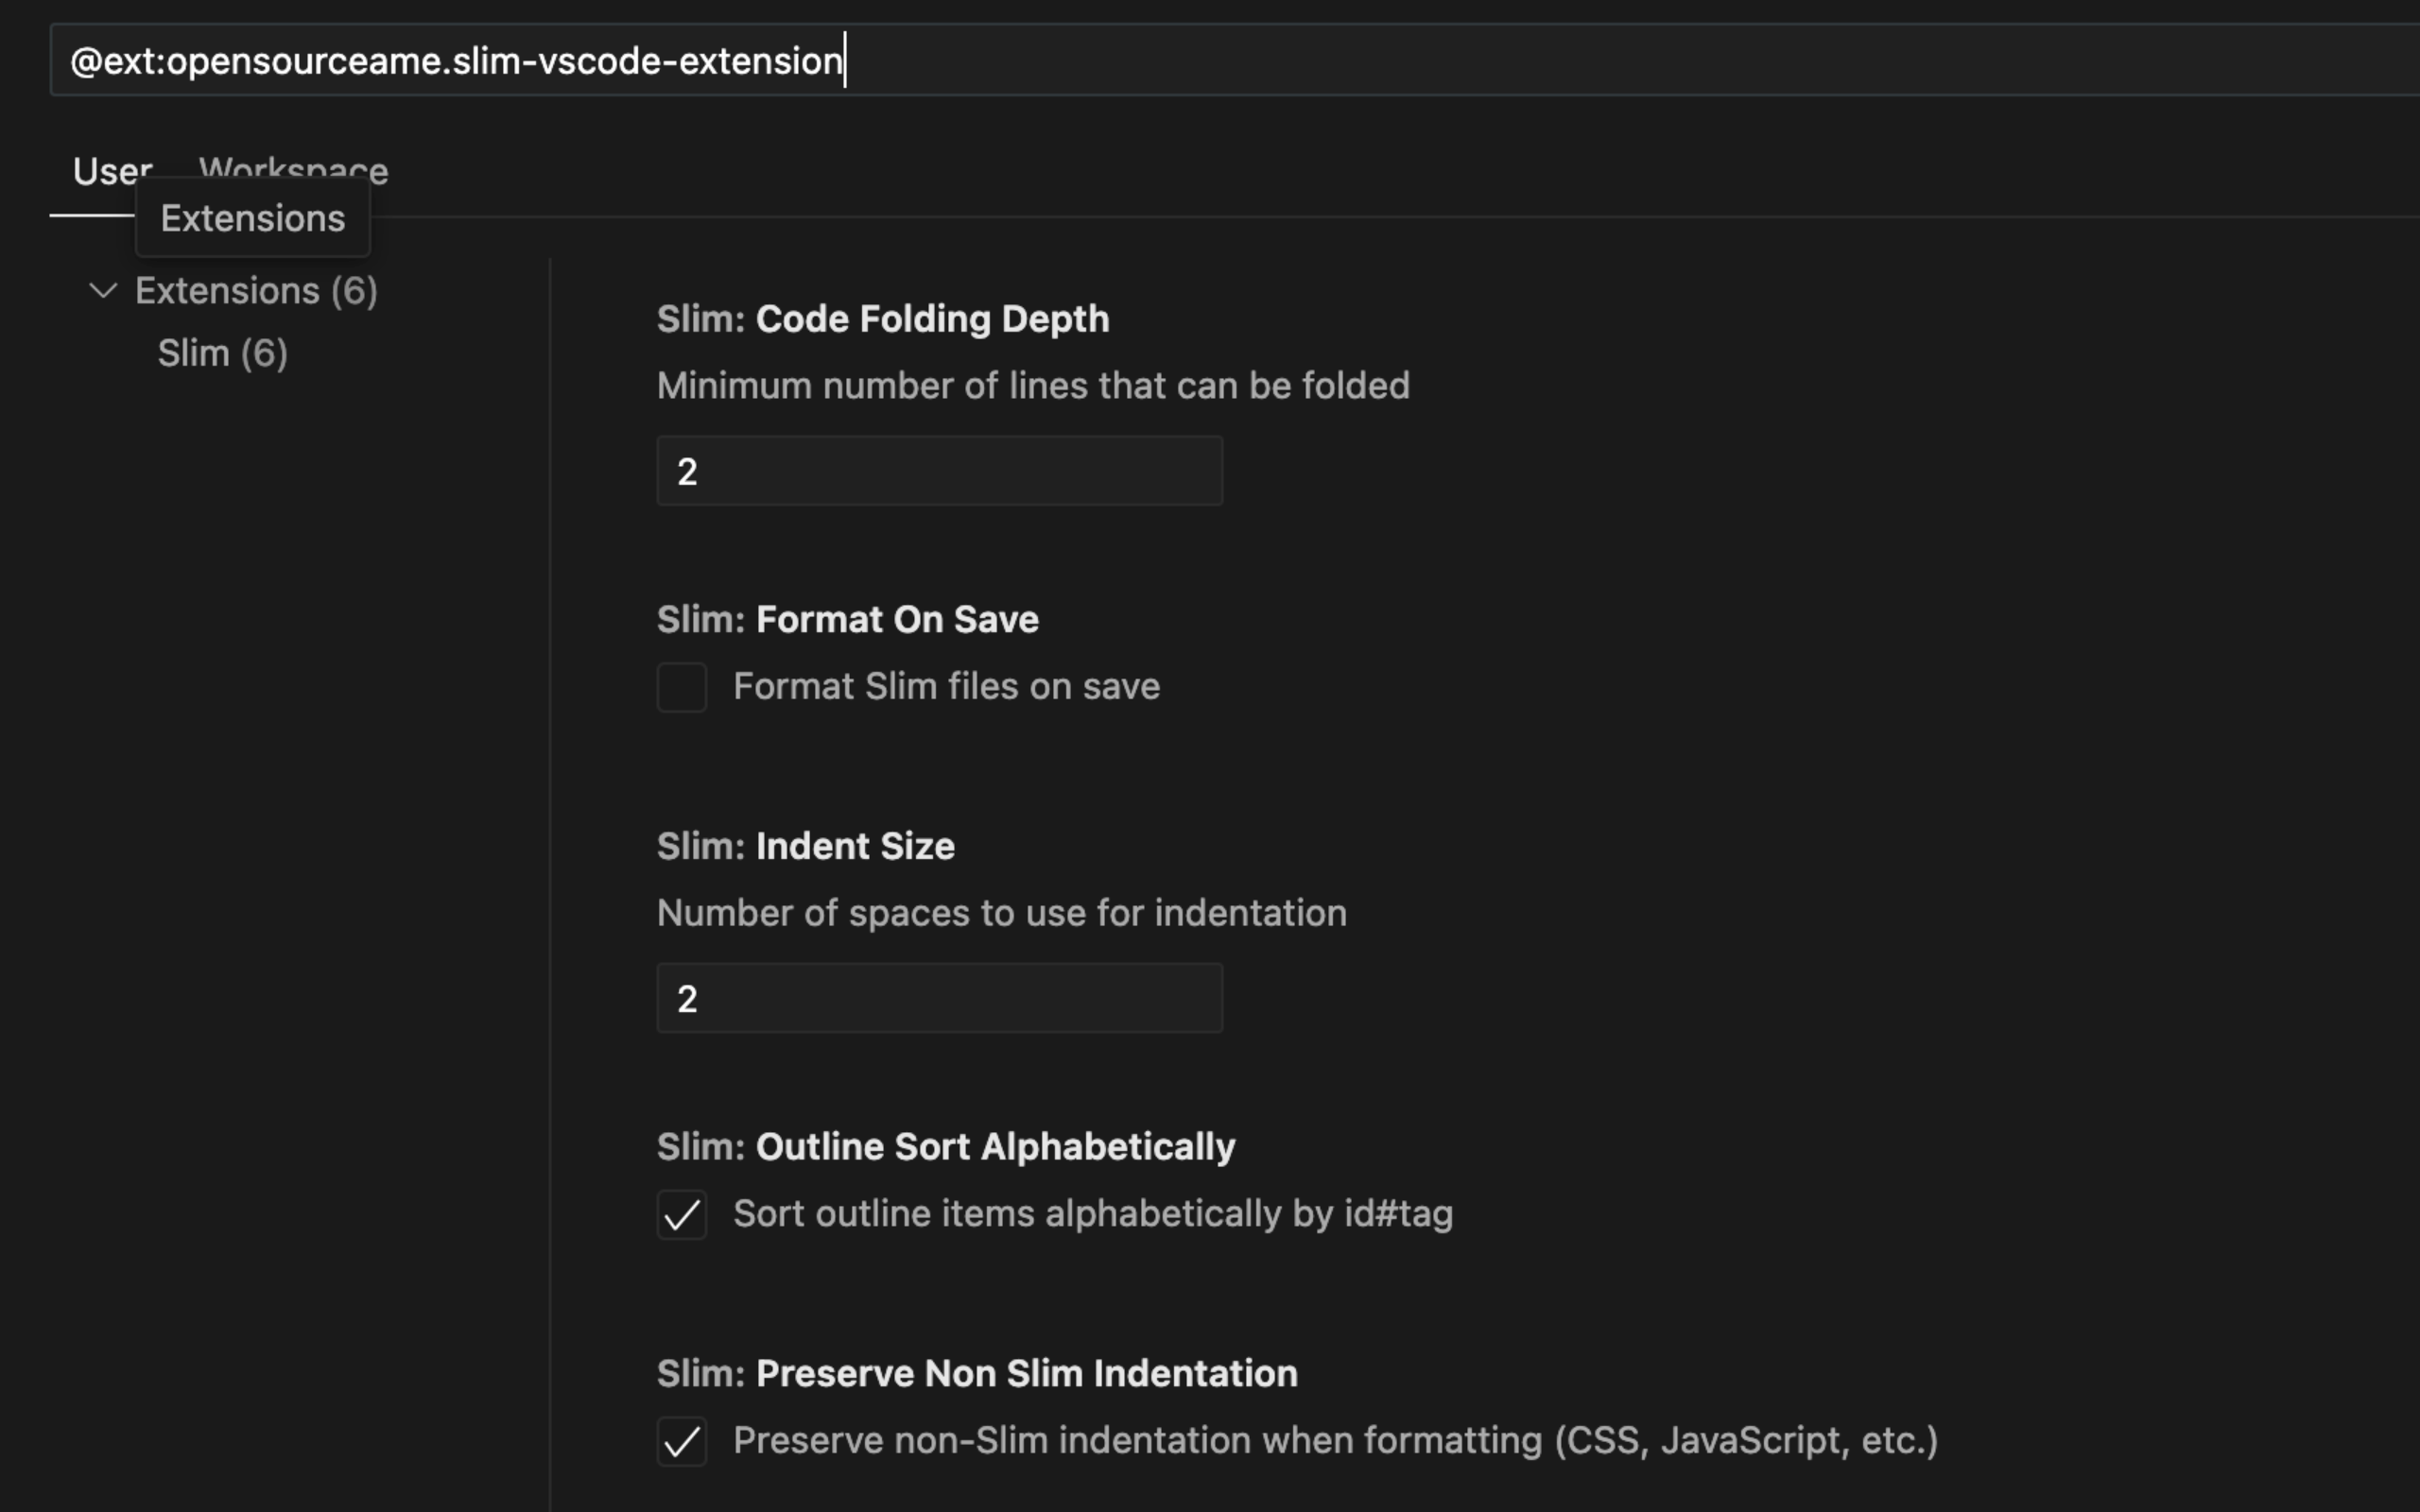 @ext:opensourceame.slim-vscode-extension
User Workspace
Extensions
Extensions (6)
Slim (6)
Slim: Code Folding Depth
Minimum number of lines that can be folded
2
Slim: Format On Save
Format Slim files on save
Slim: Indent Size
Number of spaces to use for indentation
2
Slim: Outline Sort Alphabetically
Sort outline items alphabetically by id#tag
Slim: Preserve Non Slim Indentation
Preserve non-Slim indentation when formatting (CSS, JavaScript, etc.)